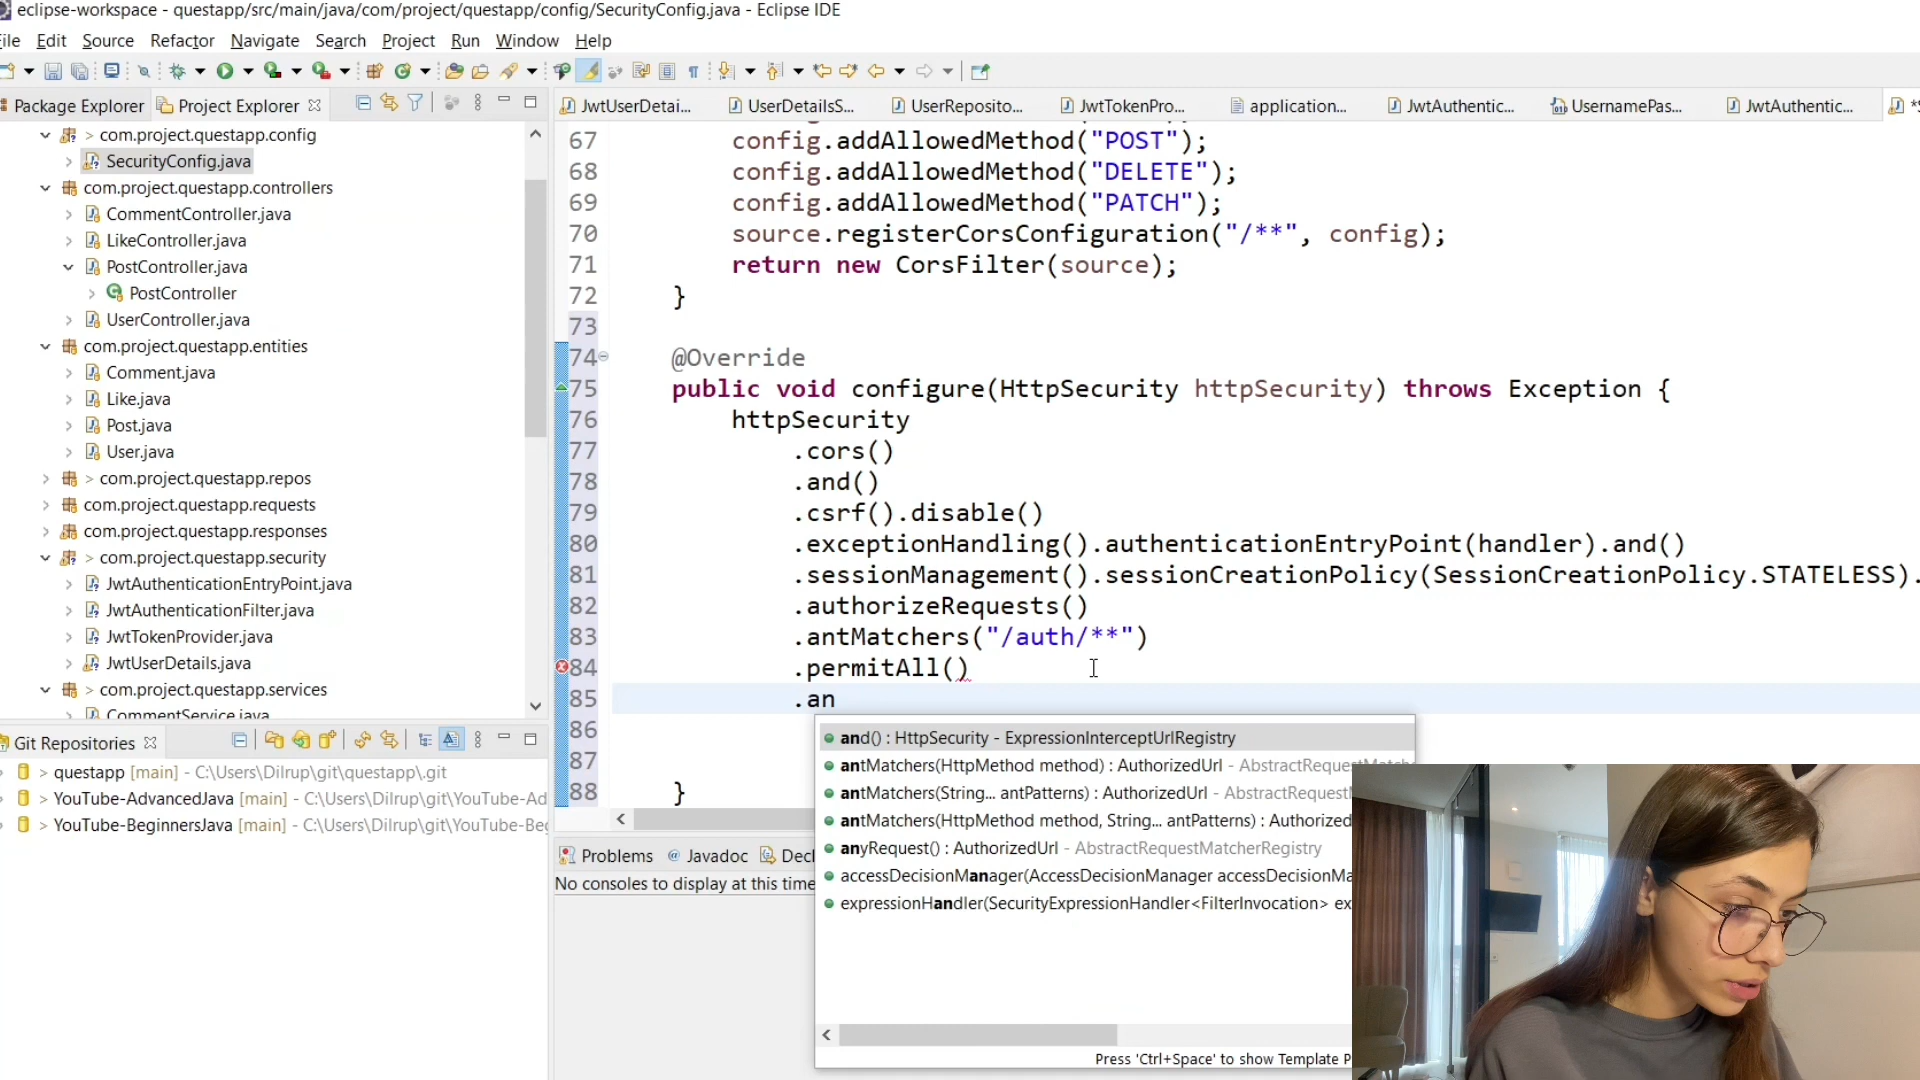 eclipse-workspace - questapp/src/main/java/com/project/questapp/config/SecurityConfig.java - Eclipse IDE
File Edit Source Refactor Navigate Search Project Run Window Help
Package Explorer
Project Explorer
> com.project.questapp.config
SecurityConfig.java
com.project.questapp.controllers
CommentController.java
LikeController.java
PostController.java
PostController
UserController.java
com.project.questapp.entities
Comment.java
Like.java
Post.java
User.java
> com.project.questapp.repos
com.project.questapp.requests
com.project.questapp.responses
> com.project.questapp.security
JwtAuthenticationEntryPoint.java
JwtAuthenticationFilter.java
JwtTokenProvider.java
JwtUserDetails.java
> com.project.questapp.services
CommentService.java
Git Repositories
> questapp [main] - C:\Users\Dilrup\git\questapp\.git
> YouTube-AdvancedJava [main] - C:\Users\Dilrup\git\YouTube-Ad
> YouTube-BeginnersJava [main] - C:\Users\Dilrup\git\YouTube-Beg
JwtUserDetai... UserDetailsS... UserReposito... JwtTokenPro... application... JwtAuthentic... UsernamePas... JwtAuthentic...
67 config.addAllowedMethod("POST");
68 config.addAllowedMethod("DELETE");
69 config.addAllowedMethod("PATCH");
70 source.registerCorsConfiguration("/**", config);
71 return new CorsFilter(source);
72 }
73
74 @Override
75 public void configure(HttpSecurity httpSecurity) throws Exception {
76 httpSecurity
77 .cors()
78 .and()
79 .csrf().disable()
80 .exceptionHandling().authenticationEntryPoint(handler).and()
81 .sessionManagement().sessionCreationPolicy(SessionCreationPolicy.STATELESS).
82 .authorizeRequests()
83 .antMatchers("/auth/**")
84 .permitAll()
85 .an
86
87
88 }
and() : HttpSecurity - ExpressionInterceptUrlRegistry
antMatchers(HttpMethod method) : AuthorizedUrl - AbstractRequestMatche
antMatchers(String... antPatterns) : AuthorizedUrl - AbstractRequestM
antMatchers(HttpMethod method, String... antPatterns) : Authorized
anyRequest() : AuthorizedUrl - AbstractRequestMatcherRegistry
accessDecisionManager(AccessDecisionManager accessDecisionMa
expressionHandler(SecurityExpressionHandler<FilterInvocation> ex
Press 'Ctrl+Space' to show Template P
Problems Javadoc Decl
No consoles to display at this time